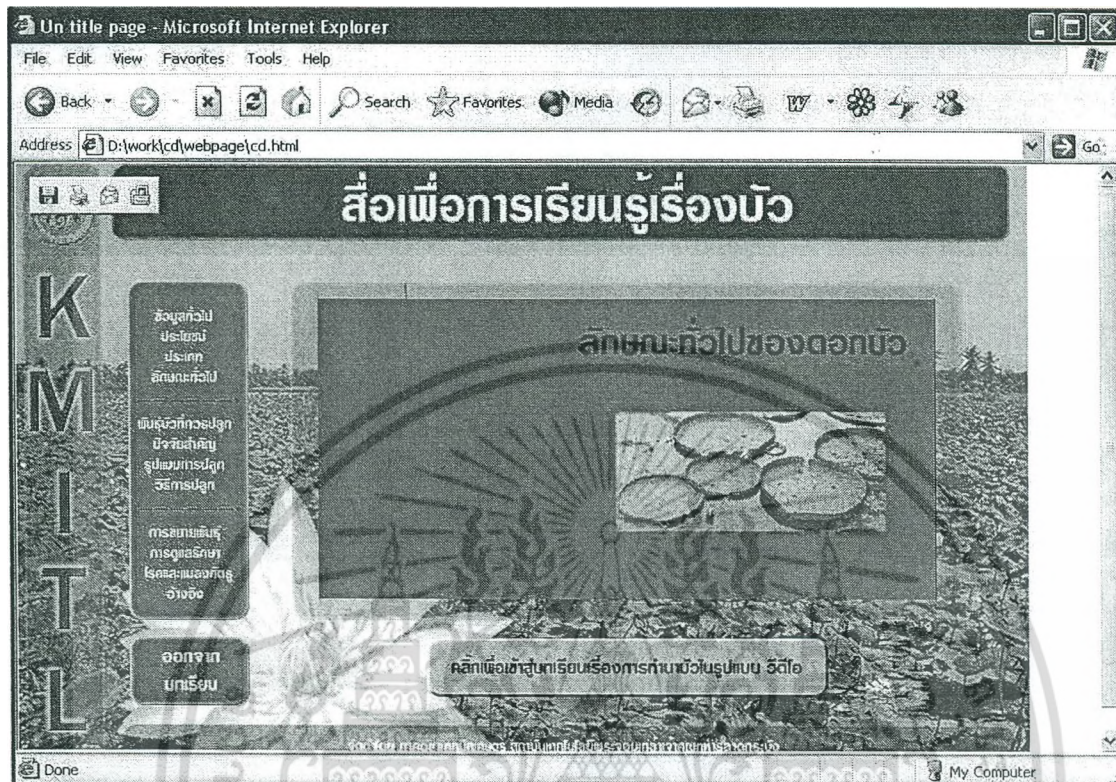 Un title page - Microsoft Internet Explorer
File Edit View Favorites Tools Help
Back Search Favorites Media
Address D:\work\cd\webpage\cd.html Go
สื่อเพื่อการเรียนรู้เรื่องบัว
K
M
I
T
L
ข้อมูลทั่วไป
ประโยชน์
ประเภท
ลักษณะทั่วไป
พันธุ์บัวที่ควรปลูก
ปัจจัยสำคัญ
รูปแบบการปลูก
วิธีการปลูก
การขยายพันธุ์
การดูแลรักษา
โรคและแมลงศัตรู
อ้างอิง
ออกจาก
บทเรียน
ลักษณะทั่วไปของดอกบัว
คลิ๊กเพื่อเข้าสู่บทเรียนเรื่องการทำนาบัวในรูปแบบ วีดีโอ
Done My Computer